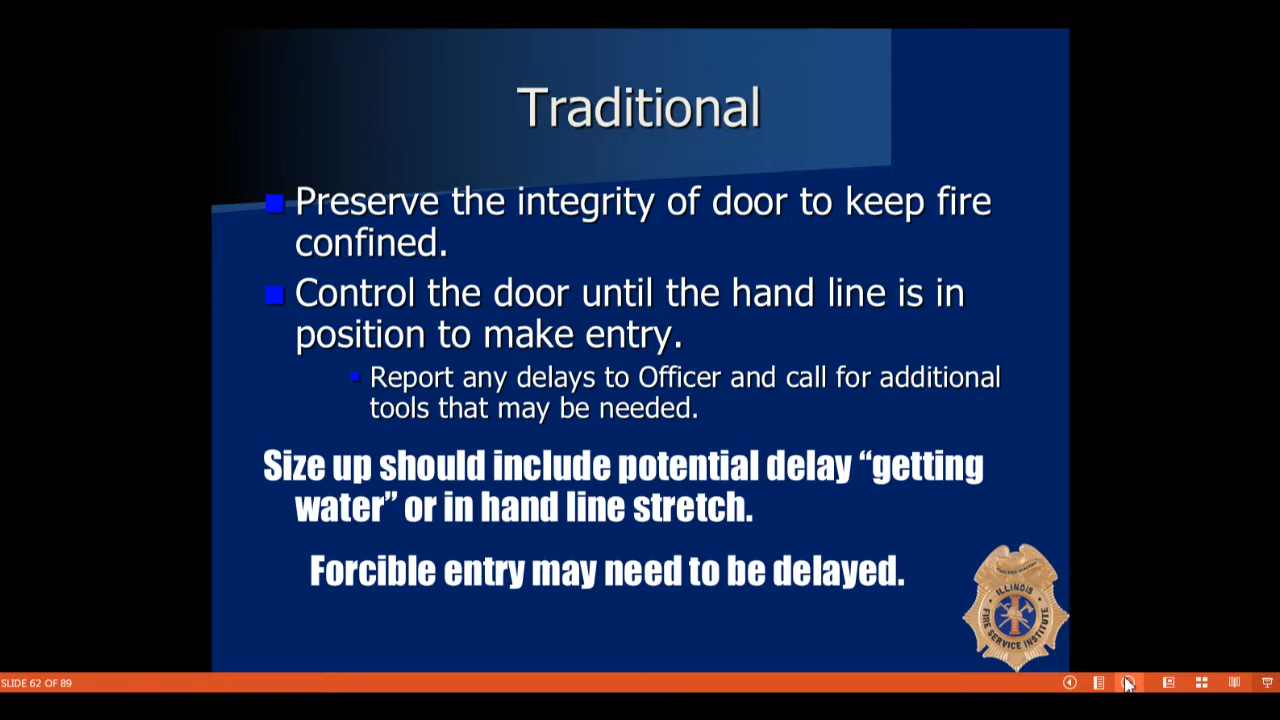 Traditional
Preserve the integrity of door to keep fire
confined.
Control the door until the hand line is in
position to make entry.
Report any delays to Officer and call for additional
tools that may be needed.
Size up should include potential delay “getting
water” or in hand line stretch.
Forcible entry may need to be delayed.
ILLINOIS
FIRE SERVICE INSTITUTE
SLIDE 62 OF 89